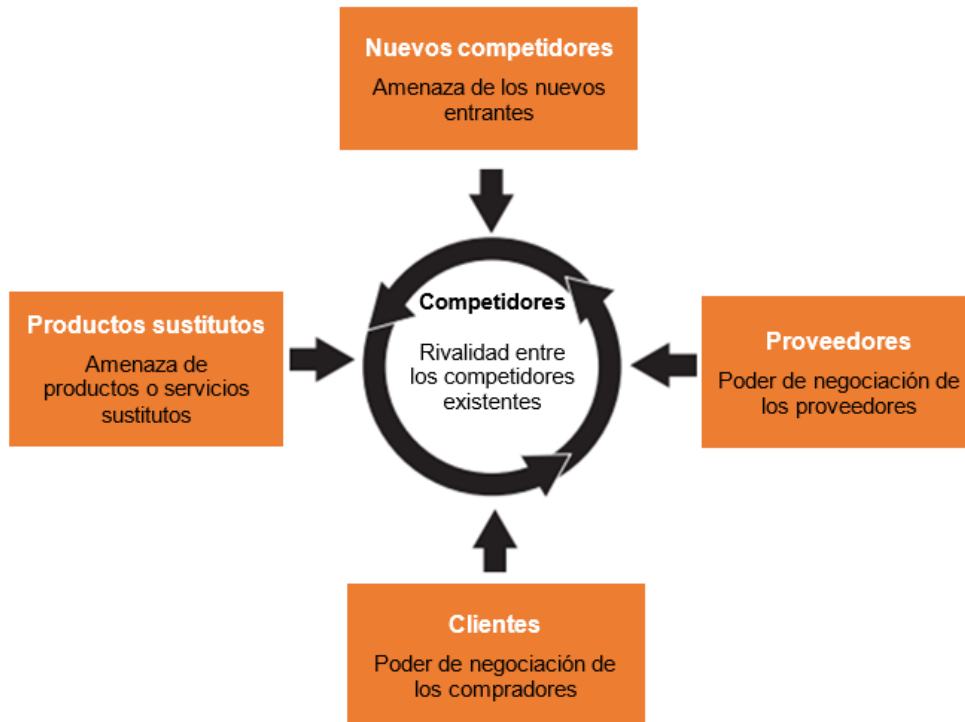 Nuevos competidores
Amenaza de los nuevos
entrantes
Productos sustitutos
Amenaza de
productos o servicios
sustitutos
Competidores
Rivalidad entre
los competidores
existentes
Proveedores
Poder de negociación de
los proveedores
Clientes
Poder de negociación de
los compradores